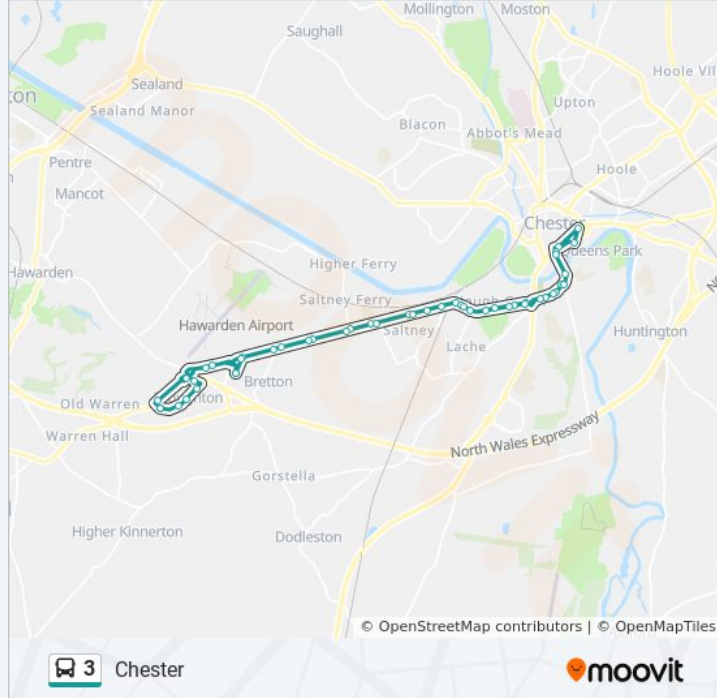 Mollington
Moston
Saughall
Hoole Vil
Sealand
ton
Sealand Manor
Upton
Blacon
Abbot's Mead
Pentre
Hoole
Mancot
Chester
Queens Park
Higher Ferry
Hawarden
Saltney Ferry
Hawarden Airport
Saltney
Huntington
Lache
Bretton
Old Warren
Warren Hall
North Wales Expressway
Gorstella
Higher Kinnerton
Dodleston
© OpenStreetMap contributors | © OpenMapTiles
3 Chester
moovit